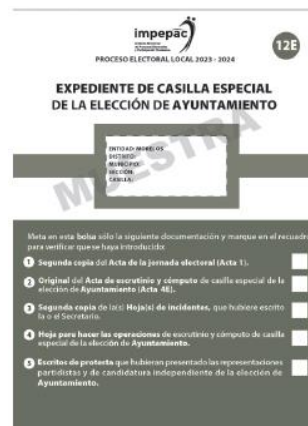 impepac
PROCESO ELECTORAL LOCAL 2023 - 2024
12E
EXPEDIENTE DE CASILLA ESPECIAL
DE LA ELECCIÓN DE AYUNTAMIENTO
MUESTRA
ENTIDAD: MORELOS
DISTRITO:
MUNICIPIO:
SECCIÓN:
CASILLA:
Meta en esta bolsa sólo la siguiente documentación y marque en el recuadro
para verificar que se haya introducido:
1 Segunda copia del Acta de la jornada electoral (Acta 1).
2 Original del Acta de escrutinio y cómputo de casilla especial de la
elección de Ayuntamiento (Acta 4E).
3 Segunda copia de la(s) Hoja(s) de incidentes, que hubiere escrito
la o el Secretario.
4 Hoja para hacer las operaciones de escrutinio y cómputo de casilla
especial de la elección de Ayuntamiento.
5 Escritos de protesta que hubieran presentado las representaciones
partidistas y de candidatura independiente de la elección de
Ayuntamiento.